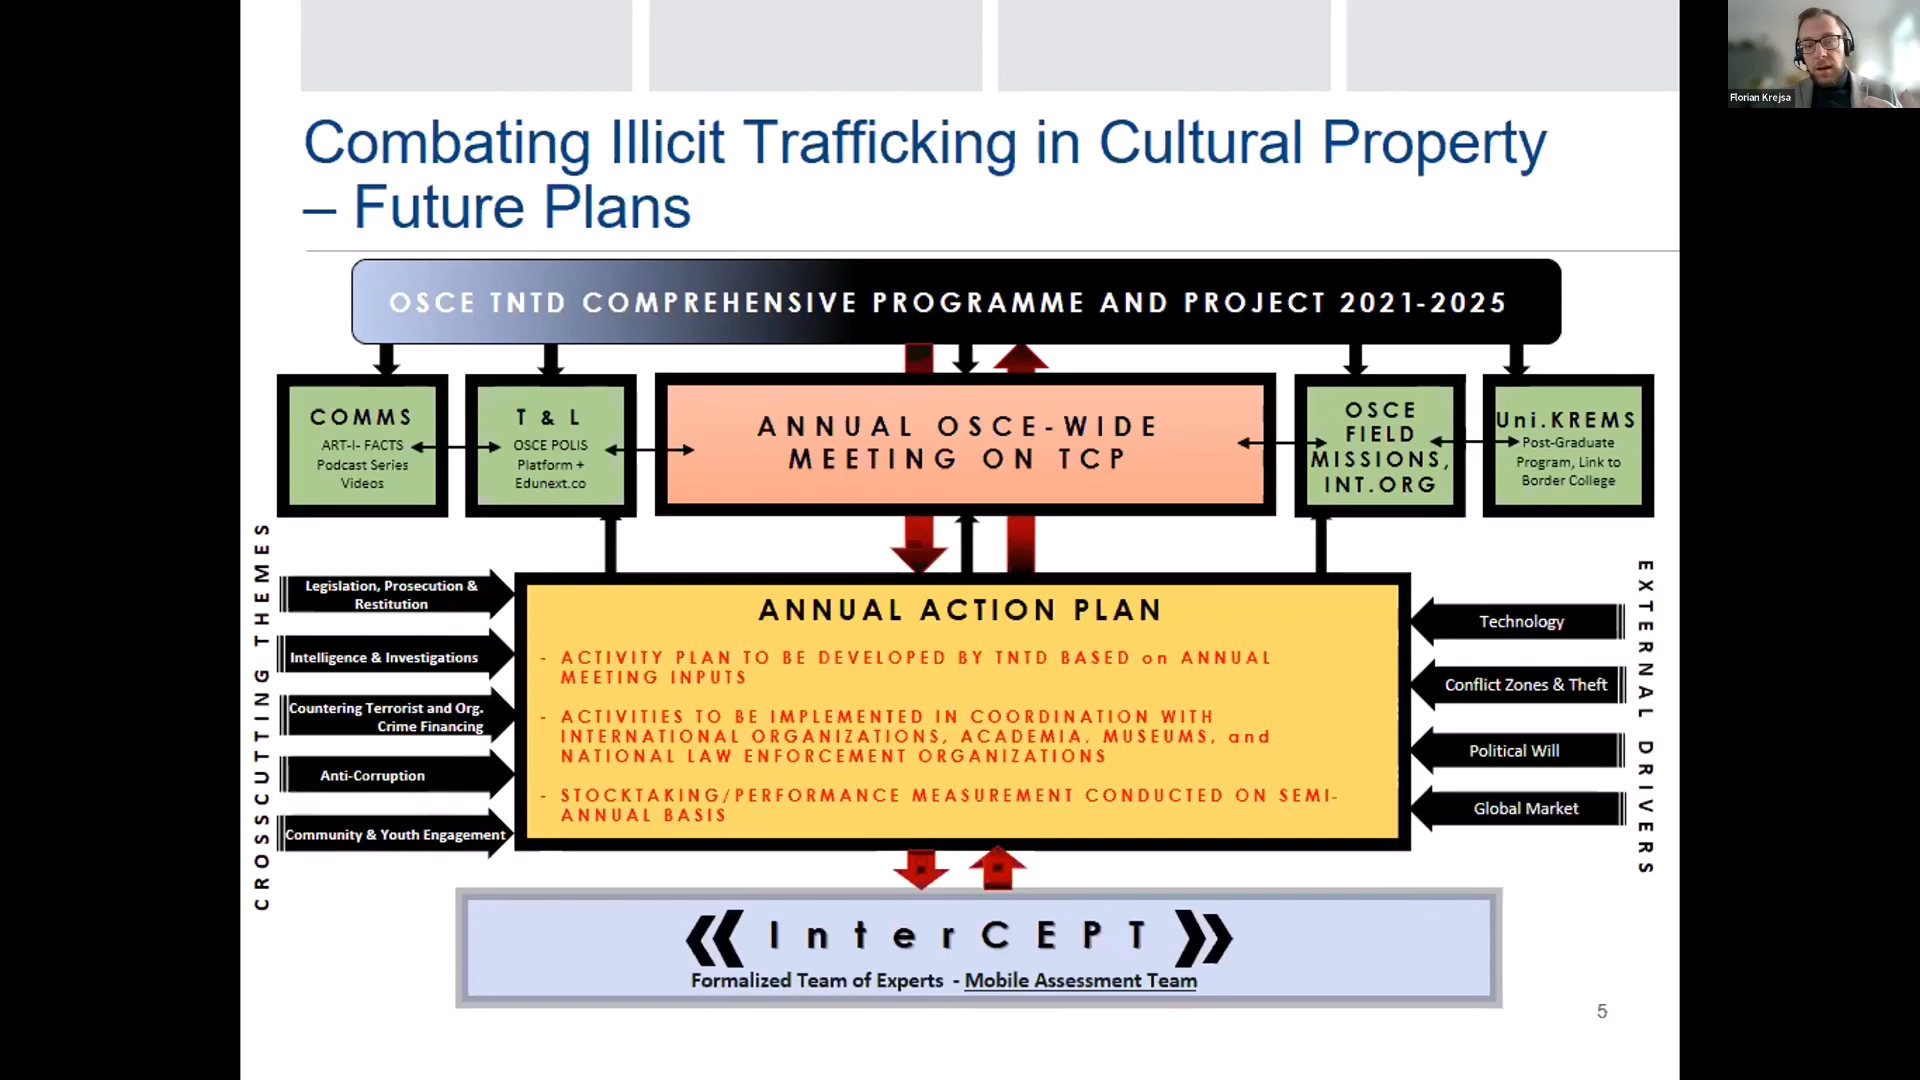 Combating Illicit Trafficking in Cultural Property
– Future Plans
Florian Krejsa
OSCE TNTD COMPREHENSIVE PROGRAMME AND PROJECT 2021-2025
COMMS
ART-I- FACTS
Podcast Series
Videos
T & L
OSCE POLIS
Platform +
Edunext.co
ANNUAL OSCE-WIDE
MEETING ON TCP
OSCE
FIELD
MISSIONS,
INT.ORG
Uni.KREMS
Post-Graduate
Program, Link to
Border College
CROSSCUTTING THEMES
Legislation, Prosecution &
Restitution
Intelligence & Investigations
Countering Terrorist and Org.
Crime Financing
Anti-Corruption
Community & Youth Engagement
ANNUAL ACTION PLAN
- ACTIVITY PLAN TO BE DEVELOPED BY TNTD BASED on ANNUAL
MEETING INPUTS
- ACTIVITIES TO BE IMPLEMENTED IN COORDINATION WITH
INTERNATIONAL ORGANIZATIONS, ACADEMIA, MUSEUMS, and
NATIONAL LAW ENFORCEMENT ORGANIZATIONS
- STOCKTAKING/PERFORMANCE MEASUREMENT CONDUCTED ON SEMI-
ANNUAL BASIS
EXTERNAL DRIVERS
Technology
Conflict Zones & Theft
Political Will
Global Market
InterCEPT
Formalized Team of Experts - Mobile Assessment Team
5